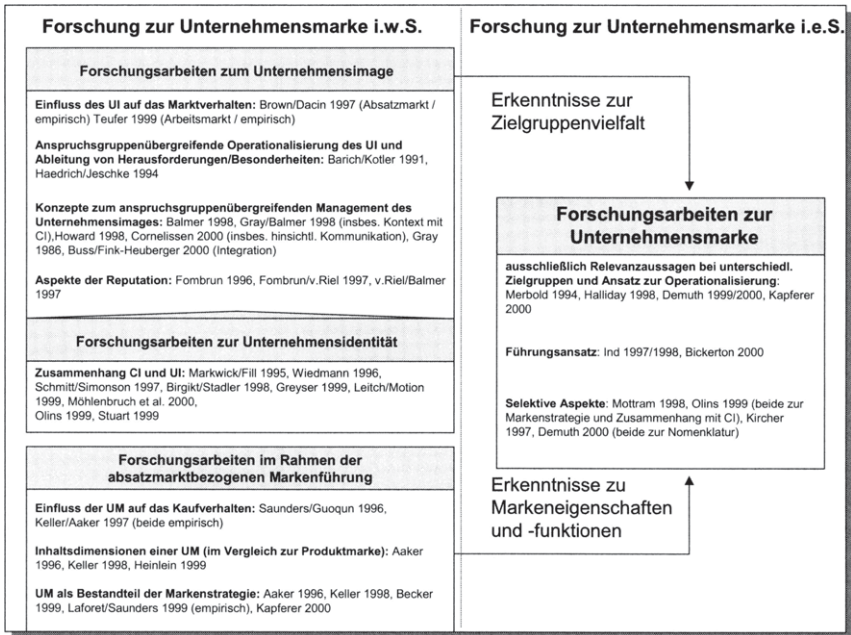 Forschung zur Unternehmensmarke i.w.S.
Forschungsarbeiten zum Unternehmensimage
Einfluss des UI auf das Marktverhalten: Brown/Dacin 1997 (Absatzmarkt /
empirisch) Teufer 1999 (Arbeitsmarkt / empirisch)
Anspruchsgruppenübergreifende Operationalisierung des UI und
Ableitung von Herausforderungen/Besonderheiten: Barich/Kotler 1991,
Haedrich/Jeschke 1994
Konzepte zum anspruchsgruppenübergreifenden Management des
Unternehmensimages: Balmer 1998, Gray/Balmer 1998 (insbes. Kontext mit
CI),Howard 1998, Cornelissen 2000 (insbes. hinsichtl. Kommunikation), Gray
1986, Buss/Fink-Heuberger 2000 (Integration)
Aspekte der Reputation: Fombrun 1996, Fombrun/v.Riel 1997, v.Riel/Balmer
1997
Forschungsarbeiten zur Unternehmensidentität
Zusammenhang CI und UI: Markwick/Fill 1995, Wiedmann 1996,
Schmitt/Simonson 1997, Birgikt/Stadler 1998, Greyser 1999, Leitch/Motion
1999, Möhlenbruch et al. 2000,
Olins 1999, Stuart 1999
Forschungsarbeiten im Rahmen der
absatzmarktbezogenen Markenführung
Einfluss der UM auf das Kaufverhalten: Saunders/Guoqun 1996,
Keller/Aaker 1997 (beide empirisch)
Inhaltsdimensionen einer UM (im Vergleich zur Produktmarke): Aaker
1996, Keller 1998, Heinlein 1999
UM als Bestandteil der Markenstrategie: Aaker 1996, Keller 1998, Becker
1999, Laforet/Saunders 1999 (empirisch), Kapferer 2000
Forschung zur Unternehmensmarke i.e.S.
Erkenntnisse zur
Zielgruppenvielfalt
Forschungsarbeiten zur
Unternehmensmarke
ausschließlich Relevanzaussagen bei unterschiedl.
Zielgruppen und Ansatz zur Operationalisierung:
Merbold 1994, Halliday 1998, Demuth 1999/2000, Kapferer
2000
Führungsansatz: Ind 1997/1998, Bickerton 2000
Selektive Aspekte: Mottram 1998, Olins 1999 (beide zur
Markenstrategie und Zusammenhang mit CI), Kircher
1997, Demuth 2000 (beide zur Nomenklatur)
Erkenntnisse zu
Markeneigenschaften
und -funktionen